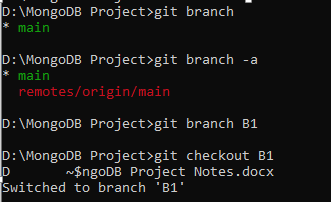 D:\MongoDB Project>git branch
* main
D:\MongoDB Project>git branch -a
* main
remotes/origin/main
D:\MongoDB Project>git branch B1
D:\MongoDB Project>git checkout B1
D       ~$ngoDB Project Notes.docx
Switched to branch 'B1'